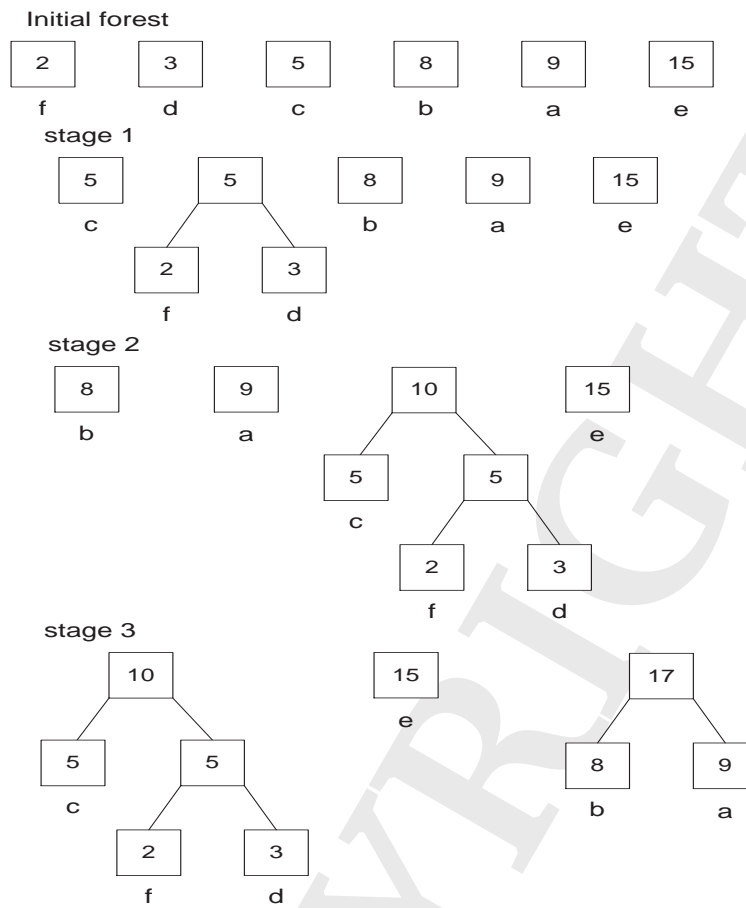 Initial forest
2 3 5 8 9 15
f d c b a e
stage 1
5 5 8 9 15
c b a e
2 3
f d
stage 2
8 9 10 15
b a e
5 5
c
2 3
f d
stage 3
10 15 17
e
5 5 8 9
c b a
2 3
f d
YRIGHT